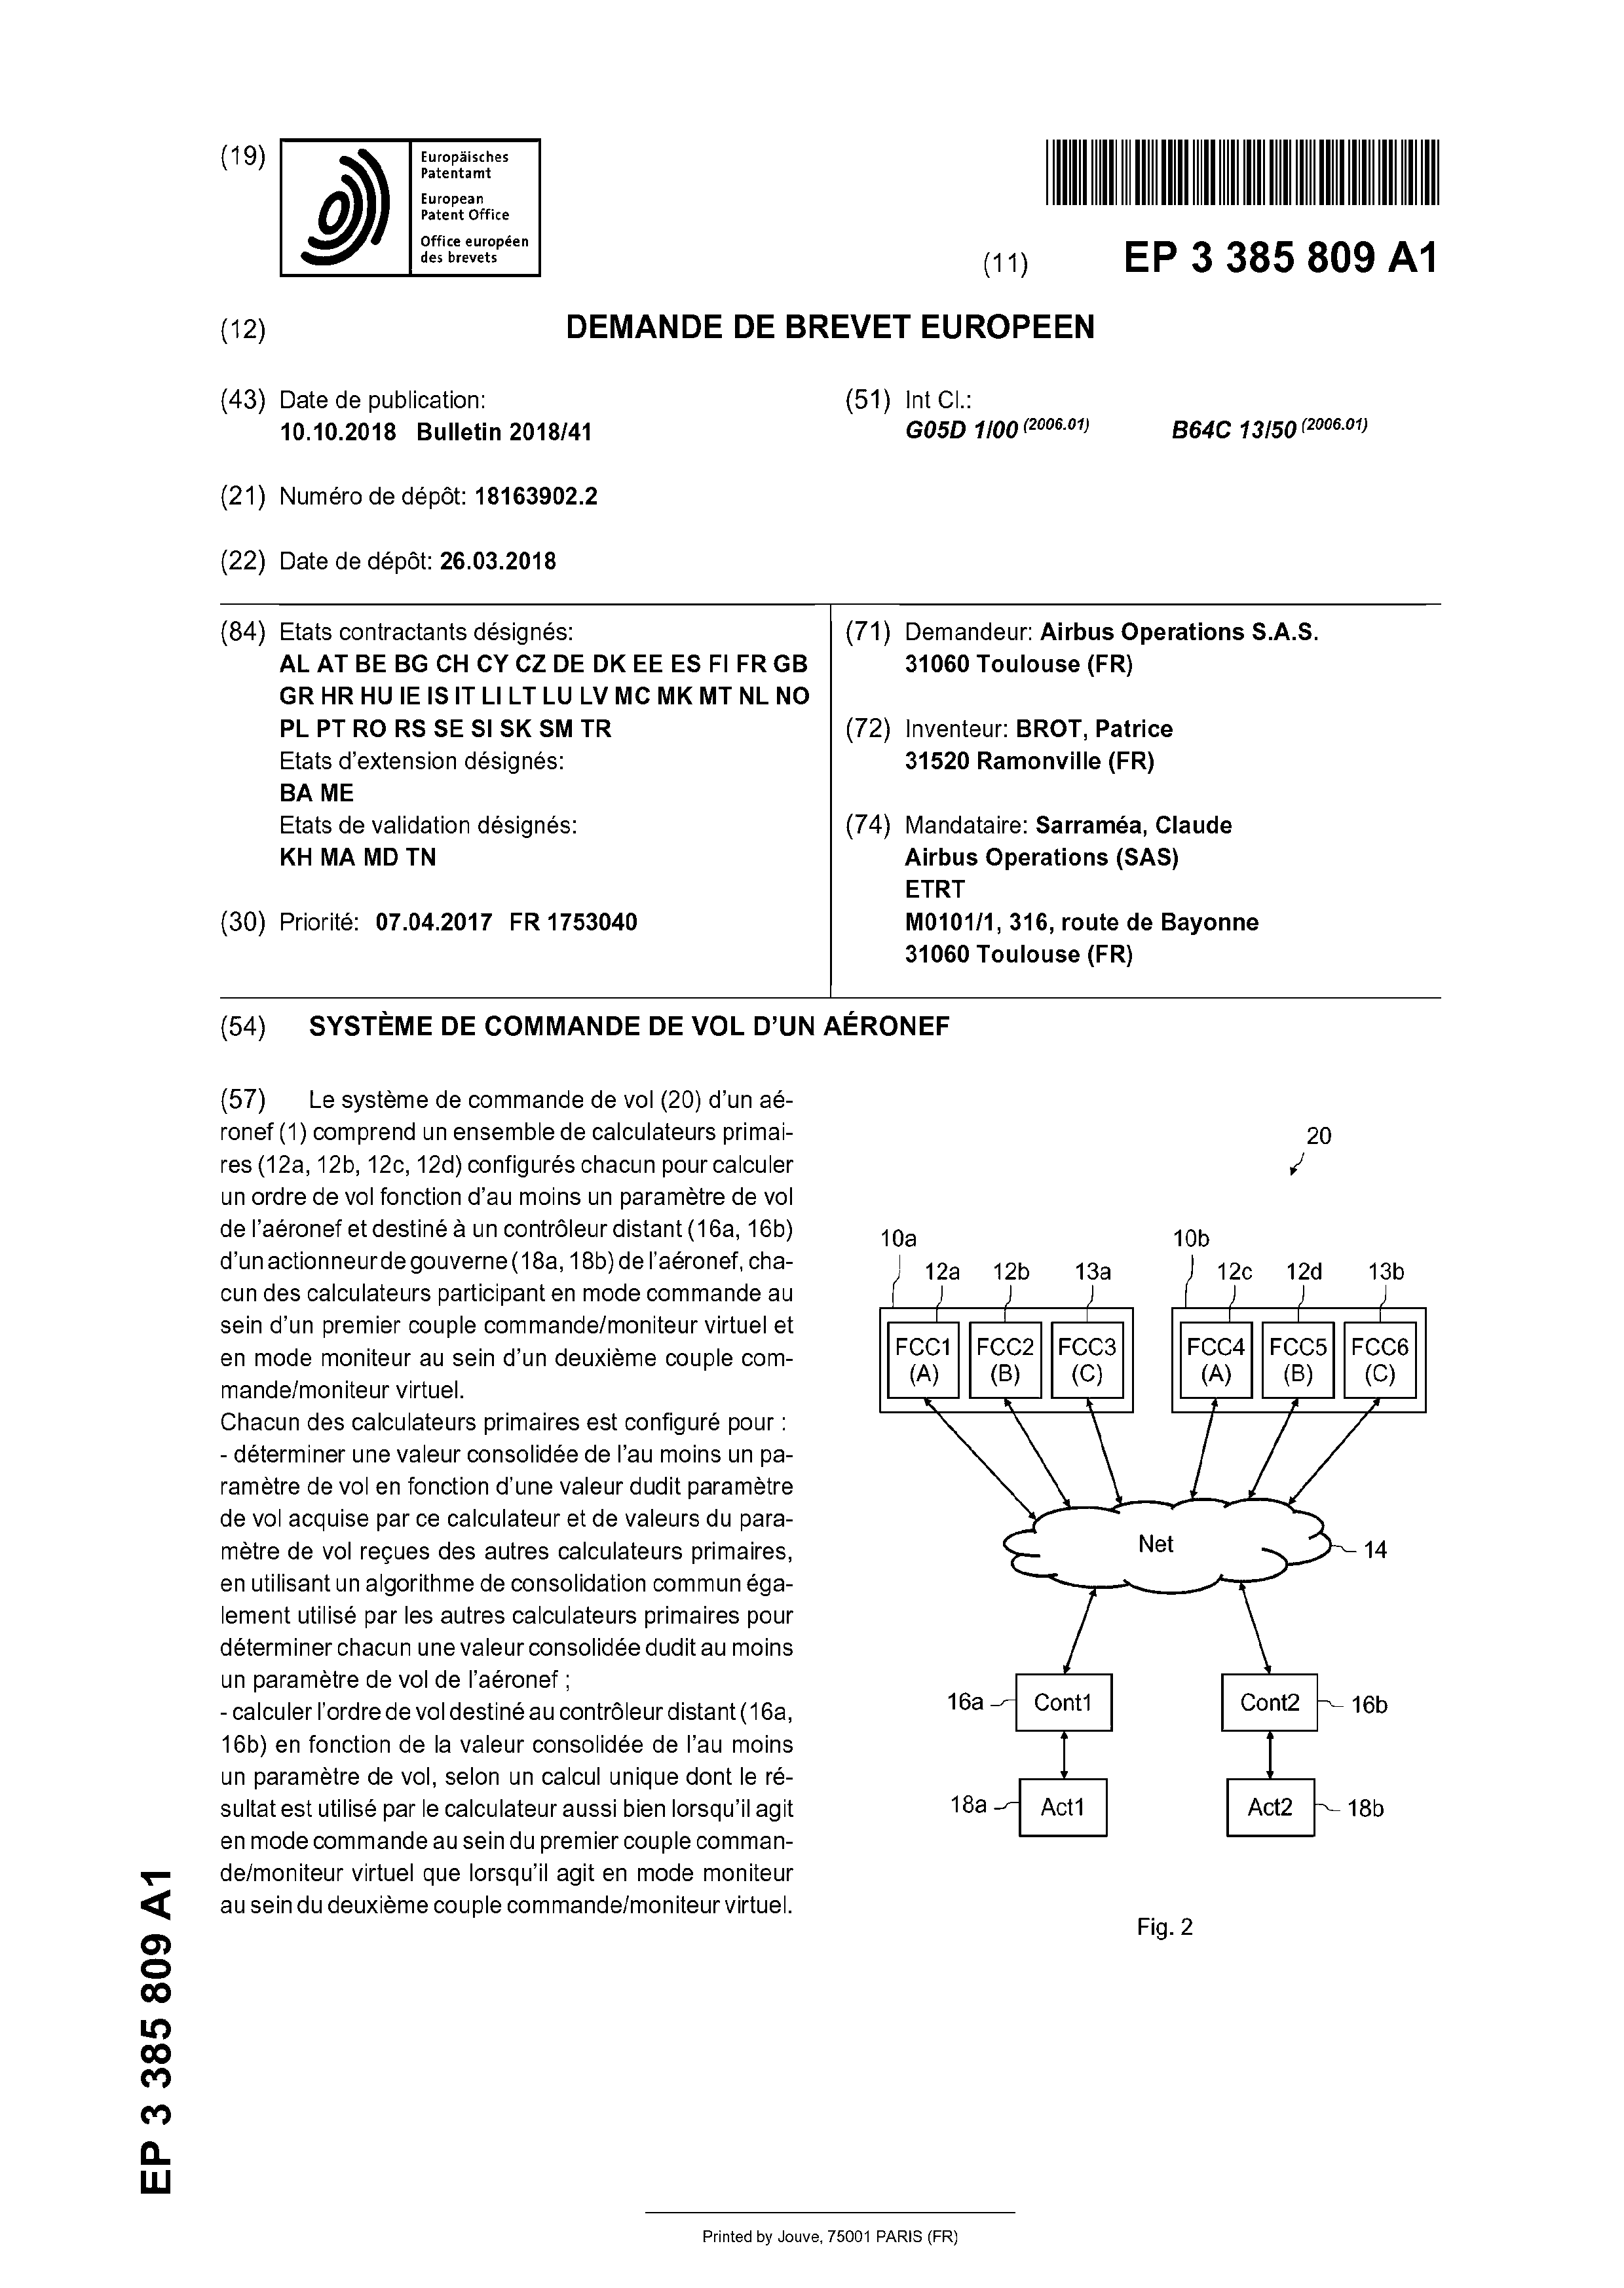 (19)
Europäisches
Patentamt
European
Patent Office
Office européen
des brevets
(11)
EP 3 385 809 A1
(12)
DEMANDE DE BREVET EUROPEEN
(43) Date de publication:
10.10.2018 Bulletin 2018/41
(51) Int Cl.:
G05D 1/00 (2006.01) B64C 13/50 (2006.01)
(21) Numéro de dépôt: 18163902.2
(22) Date de dépôt: 26.03.2018
(84) Etats contractants désignés:
AL AT BE BG CH CY CZ DE DK EE ES FI FR GB
GR HR HU IE IS IT LI LT LU LV MC MK MT NL NO
PL PT RO RS SE SI SK SM TR
Etats d'extension désignés:
BA ME
Etats de validation désignés:
KH MA MD TN
(30) Priorité: 07.04.2017 FR 1753040
(71) Demandeur: Airbus Operations S.A.S.
31060 Toulouse (FR)
(72) Inventeur: BROT, Patrice
31520 Ramonville (FR)
(74) Mandataire: Sarraméa, Claude
Airbus Operations (SAS)
ETRT
M0101/1, 316, route de Bayonne
31060 Toulouse (FR)
(54) SYSTÈME DE COMMANDE DE VOL D'UN AÉRONEF
(57) Le système de commande de vol (20) d'un aé-
ronef (1) comprend un ensemble de calculateurs primai-
res (12a, 12b, 12c, 12d) configurés chacun pour calculer
un ordre de vol fonction d'au moins un paramètre de vol
de l'aéronef et destiné à un contrôleur distant (16a, 16b)
d'un actionneur de gouverne (18a, 18b) de l'aéronef, cha-
cun des calculateurs participant en mode commande au
sein d'un premier couple commande/moniteur virtuel et
en mode moniteur au sein d'un deuxième couple com-
mande/moniteur virtuel.
Chacun des calculateurs primaires est configuré pour :
- déterminer une valeur consolidée de l'au moins un pa-
ramètre de vol en fonction d'une valeur dudit paramètre
de vol acquise par ce calculateur et de valeurs du para-
mètre de vol reçues des autres calculateurs primaires,
en utilisant un algorithme de consolidation commun éga-
lement utilisé par les autres calculateurs primaires pour
déterminer chacun une valeur consolidée dudit au moins
un paramètre de vol de l'aéronef ;
- calculer l'ordre de vol destiné au contrôleur distant (16a,
16b) en fonction de la valeur consolidée de l'au moins
un paramètre de vol, selon un calcul unique dont le ré-
sultat est utilisé par le calculateur aussi bien lorsqu'il agit
en mode commande au sein du premier couple comman-
de/moniteur virtuel que lorsqu'il agit en mode moniteur
au sein du deuxième couple commande/moniteur virtuel.
20
10a 10b
12a 12b 13a 12c 12d 13b
FCC1 FCC2 FCC3 FCC4 FCC5 FCC6
(A) (B) (C) (A) (B) (C)
Net
14
16a Cont1 Cont2 16b
18a Act1 Act2 18b
Fig. 2
EP 3 385 809 A1
Printed by Jouve, 75001 PARIS (FR)